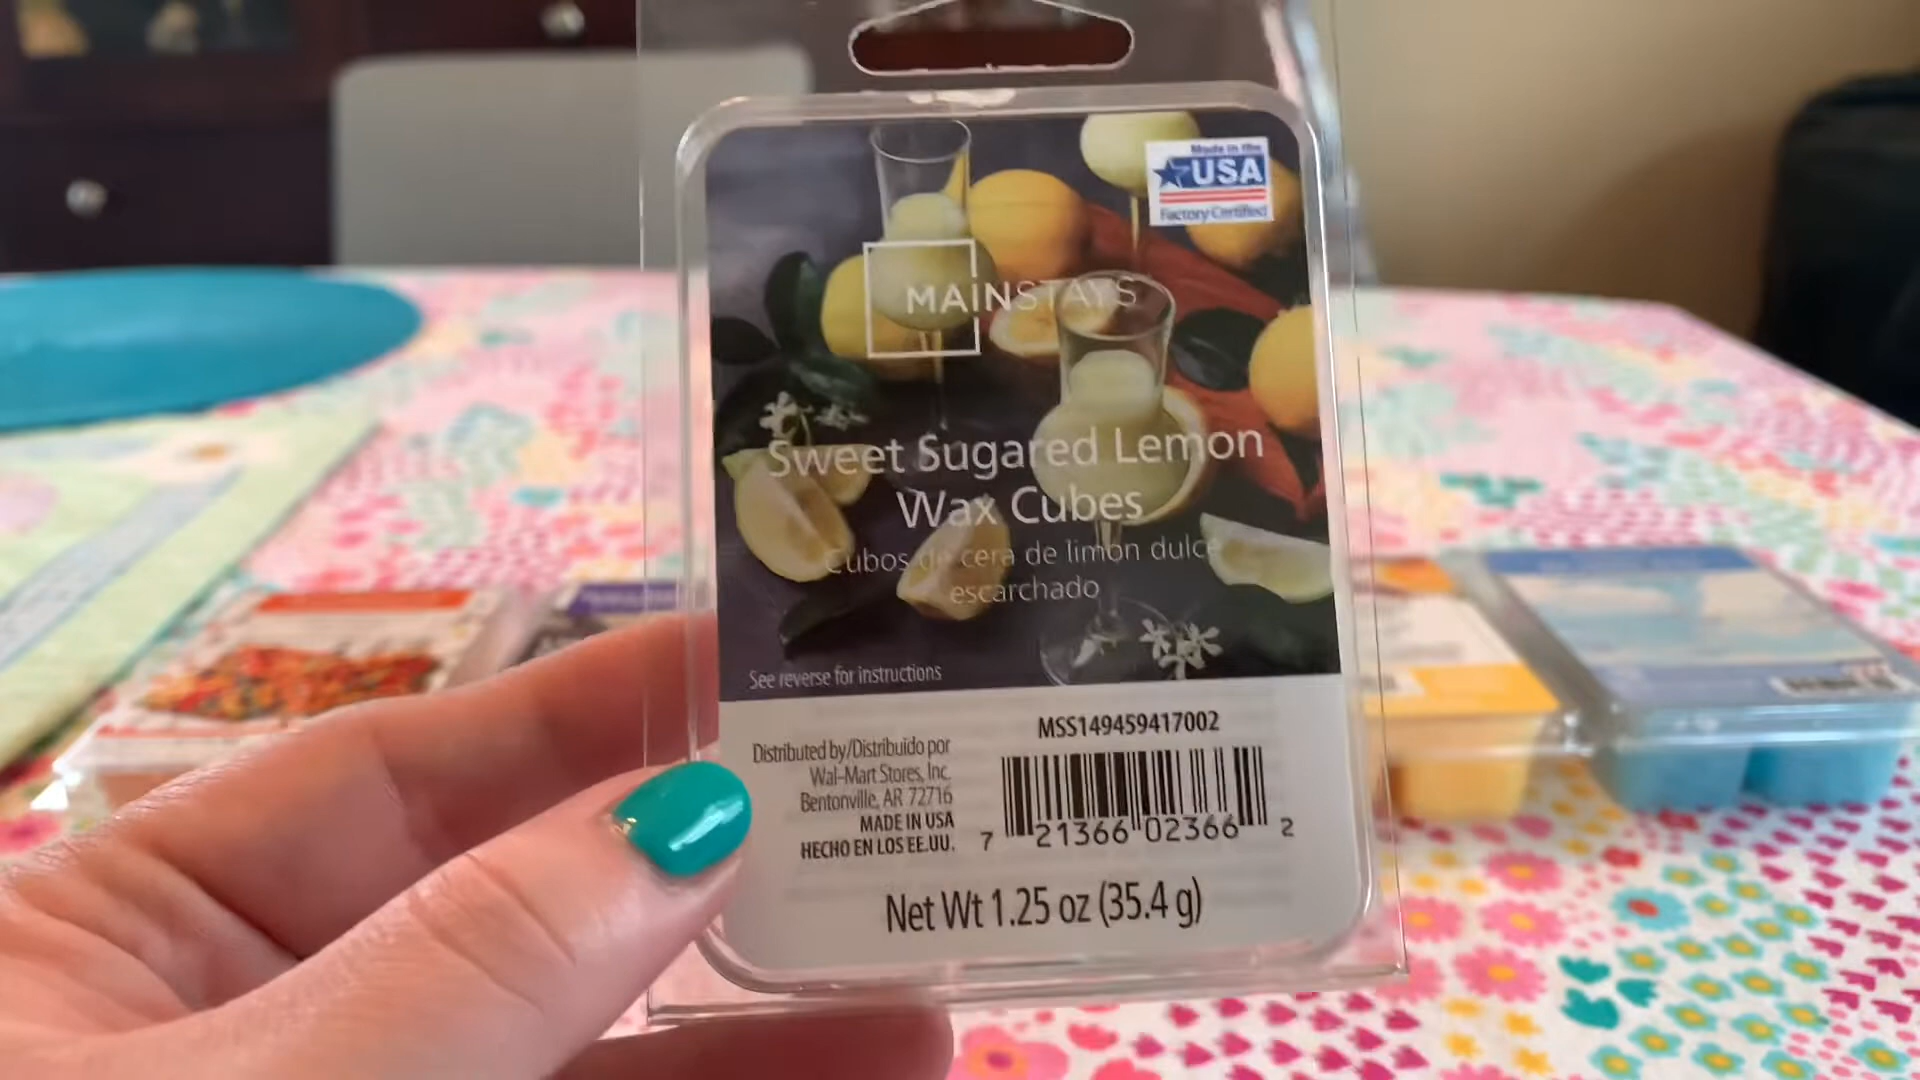 Made in the
USA
Factory Certified
MAINSTAYS
Sweet Sugared Lemon
Wax Cubes
Cubos de cera de limón dulce
escarchado
See reverse for instructions
MSS149459417002
Distributed by/Distribuido por
Wal-Mart Stores, Inc.
Bentonville, AR 72716
MADE IN USA
HECHO EN LOS EE.UU.
7 21366 02366 2
Net Wt 1.25 oz (35.4 g)